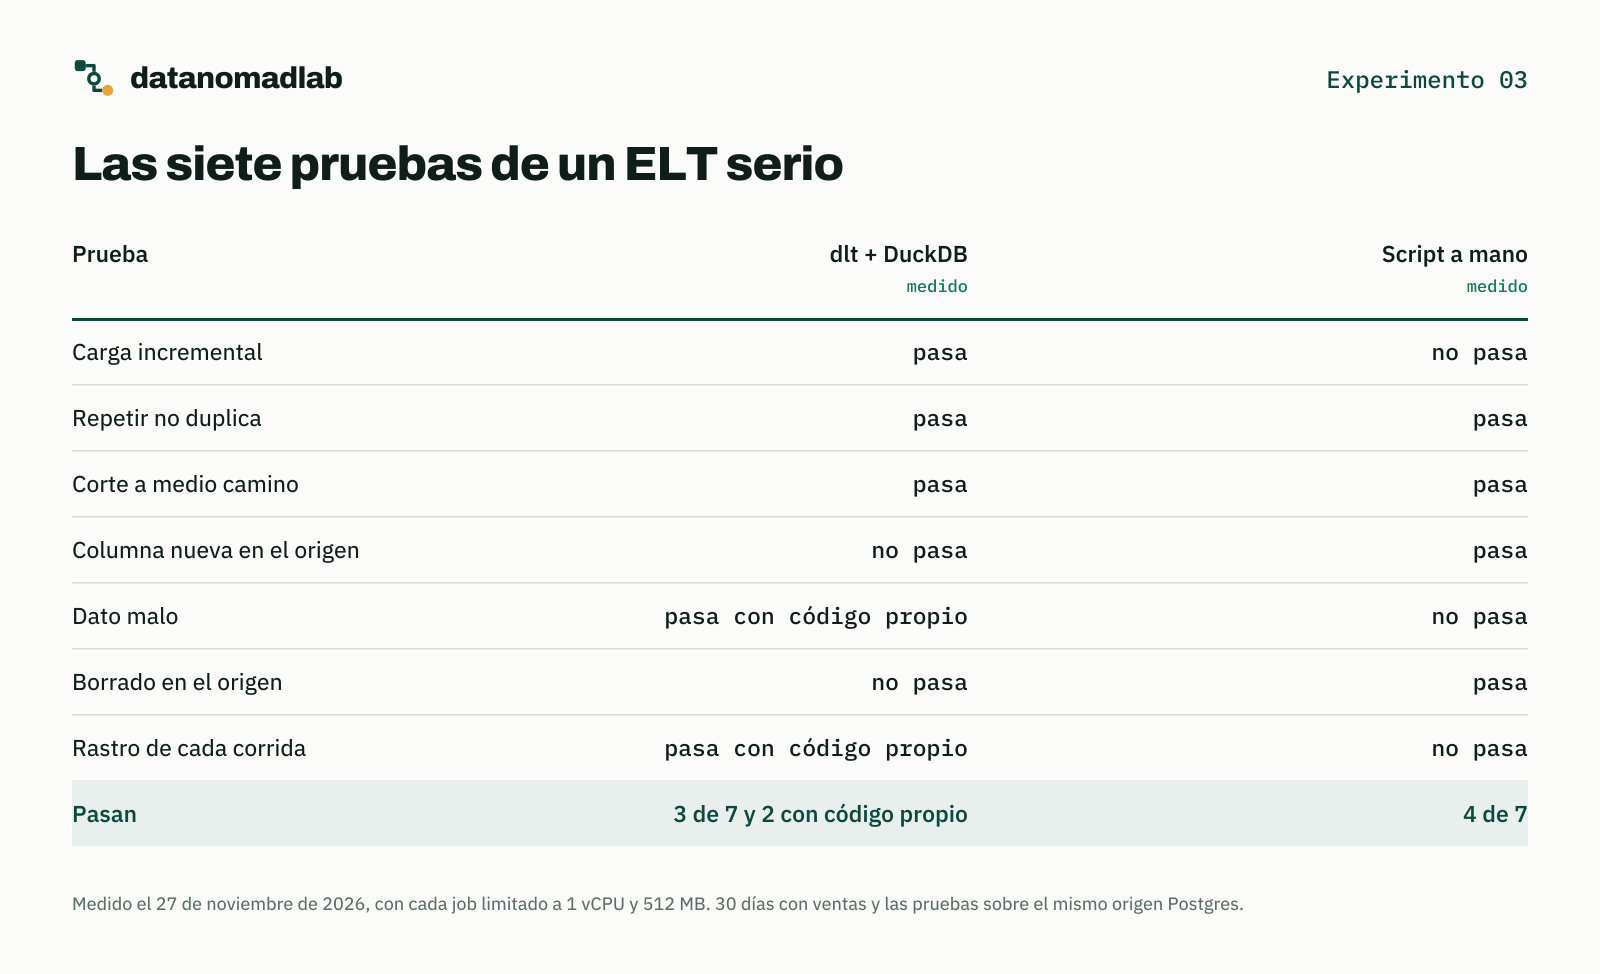 datanomadlab
Experimento 03
Las siete pruebas de un ELT serio
Prueba dlt + DuckDB Script a mano
medido medido
Carga incremental pasa no pasa
Repetir no duplica pasa pasa
Corte a medio camino pasa pasa
Columna nueva en el origen no pasa pasa
Dato malo pasa con código propio no pasa
Borrado en el origen no pasa pasa
Rastro de cada corrida pasa con código propio no pasa
Pasan 3 de 7 y 2 con código propio 4 de 7
Medido el 27 de noviembre de 2026, con cada job limitado a 1 vCPU y 512 MB. 30 días con ventas y las pruebas sobre el mismo origen Postgres.